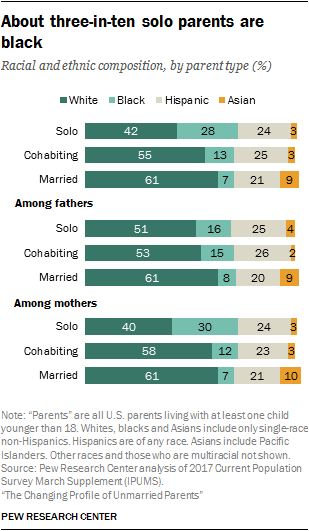 About three-in-ten solo parents are
black
Racial and ethnic composition, by parent type (%)
White Black Hispanic Asian
Solo 42 28 24 3
Cohabiting 55 13 25 3
Married 61 7 21 9
Among fathers
Solo 51 16 25 4
Cohabiting 53 15 26 2
Married 61 8 20 9
Among mothers
Solo 40 30 24 3
Cohabiting 58 12 23 3
Married 61 7 21 10
Note: “Parents” are all U.S. parents living with at least one child
younger than 18. Whites, blacks and Asians include only single-race
non-Hispanics. Hispanics are of any race. Asians include Pacific
Islanders. Other races and those who are multiracial not shown.
Source: Pew Research Center analysis of 2017 Current Population
Survey March Supplement (IPUMS).
“The Changing Profile of Unmarried Parents”
PEW RESEARCH CENTER